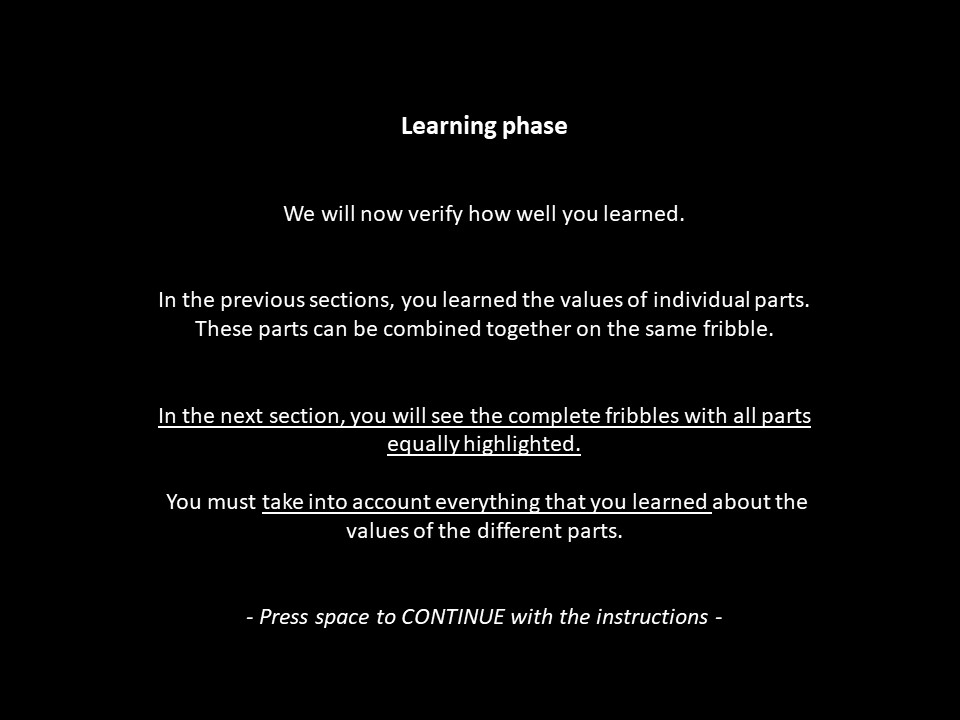 Learning phase
We will now verify how well you learned.
In the previous sections, you learned the values of individual parts.
These parts can be combined together on the same fribble.
In the next section, you will see the complete fribbles with all parts
equally highlighted.
You must take into account everything that you learned about the
values of the different parts.
- Press space to CONTINUE with the instructions -